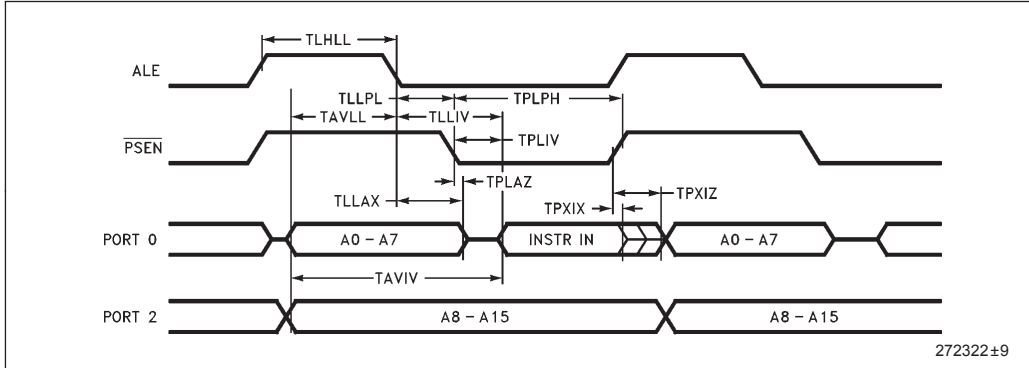 TLHLL
ALE
TLLPL TPLPH
TAVLL TLLIV
PSEN TPLIV
TPLAZ
TLLAX TPXIZ
TPXIX
PORT 0 A0 – A7 INSTR IN A0 – A7
TAVIV
PORT 2 A8 – A15 A8 – A15
272322±9